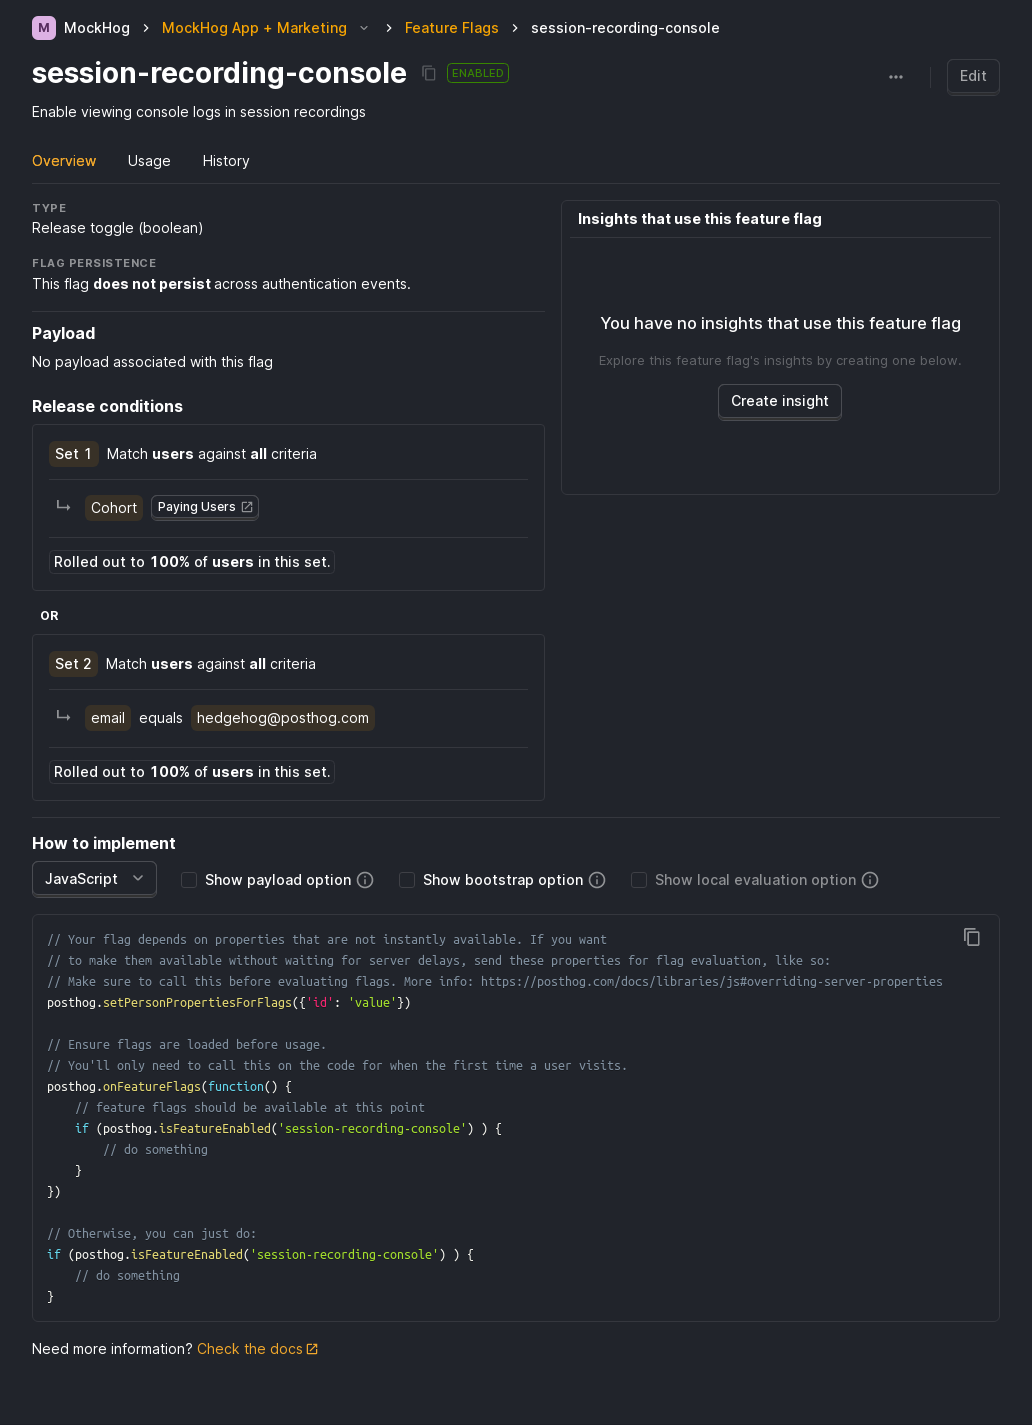 M MockHog MockHog App + Marketing Feature Flags session-recording-console
session-recording-console ENABLED Edit
Enable viewing console logs in session recordings
Overview Usage History
TYPE
Release toggle (boolean)
FLAG PERSISTENCE
This flag does not persist across authentication events.
Payload
No payload associated with this flag
Release conditions
Set 1 Match users against all criteria
Cohort Paying Users
Rolled out to 100% of users in this set.
OR
Set 2 Match users against all criteria
email equals hedgehog@posthog.com
Rolled out to 100% of users in this set.
Insights that use this feature flag
You have no insights that use this feature flag
Explore this feature flag's insights by creating one below.
Create insight
How to implement
JavaScript Show payload option Show bootstrap option Show local evaluation option
// Your flag depends on properties that are not instantly available. If you want
// to make them available without waiting for server delays, send these properties for flag evaluation, like so:
// Make sure to call this before evaluating flags. More info: https://posthog.com/docs/libraries/js#overriding-server-properties
posthog.setPersonPropertiesForFlags({'id': 'value'})
// Ensure flags are loaded before usage.
// You'll only need to call this on the code for when the first time a user visits.
posthog.onFeatureFlags(function() {
    // feature flags should be available at this point
    if (posthog.isFeatureEnabled('session-recording-console') ) {
        // do something
    }
})
// Otherwise, you can just do:
if (posthog.isFeatureEnabled('session-recording-console') ) {
    // do something
}
Need more information? Check the docs